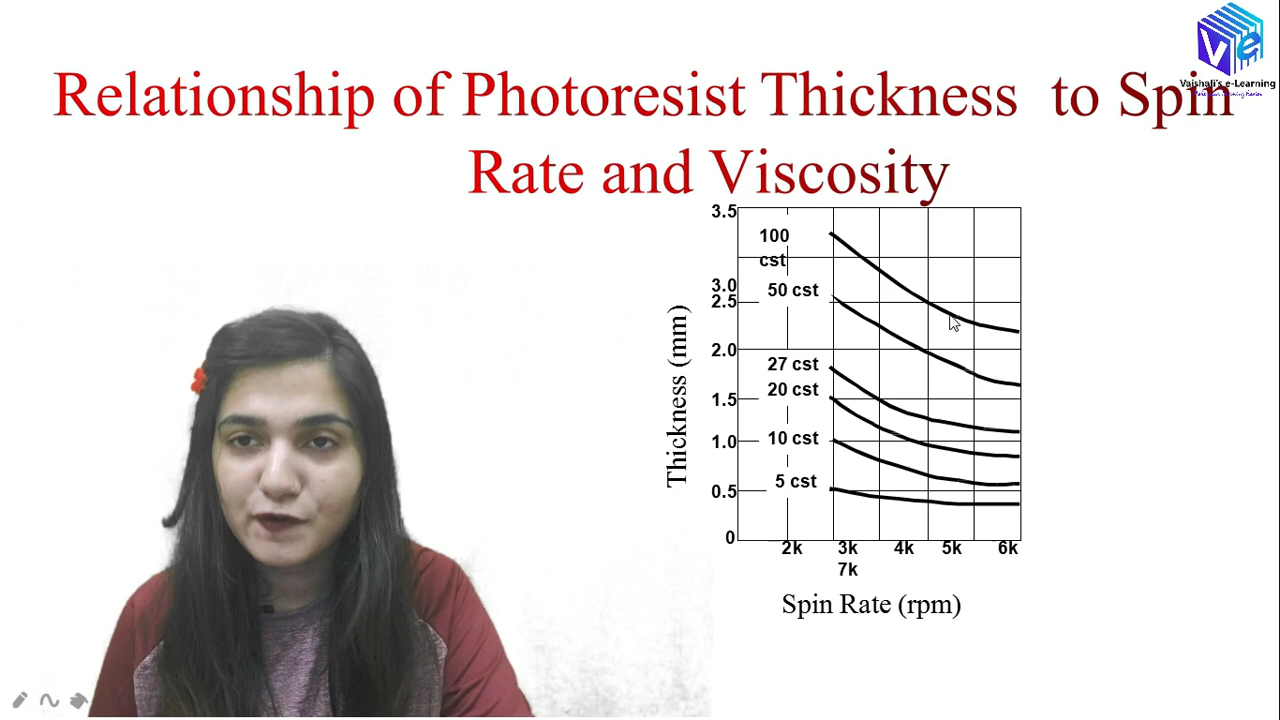 Relationship of Photoresist Thickness to Spin
Rate and Viscosity
Vaishali's e-Learning
3.5
3.0
2.5
2.0
1.5
1.0
0.5
0
Thickness (mm)
100
cst
50 cst
27 cst
20 cst
10 cst
5 cst
2k 3k 4k 5k 6k
7k
Spin Rate (rpm)